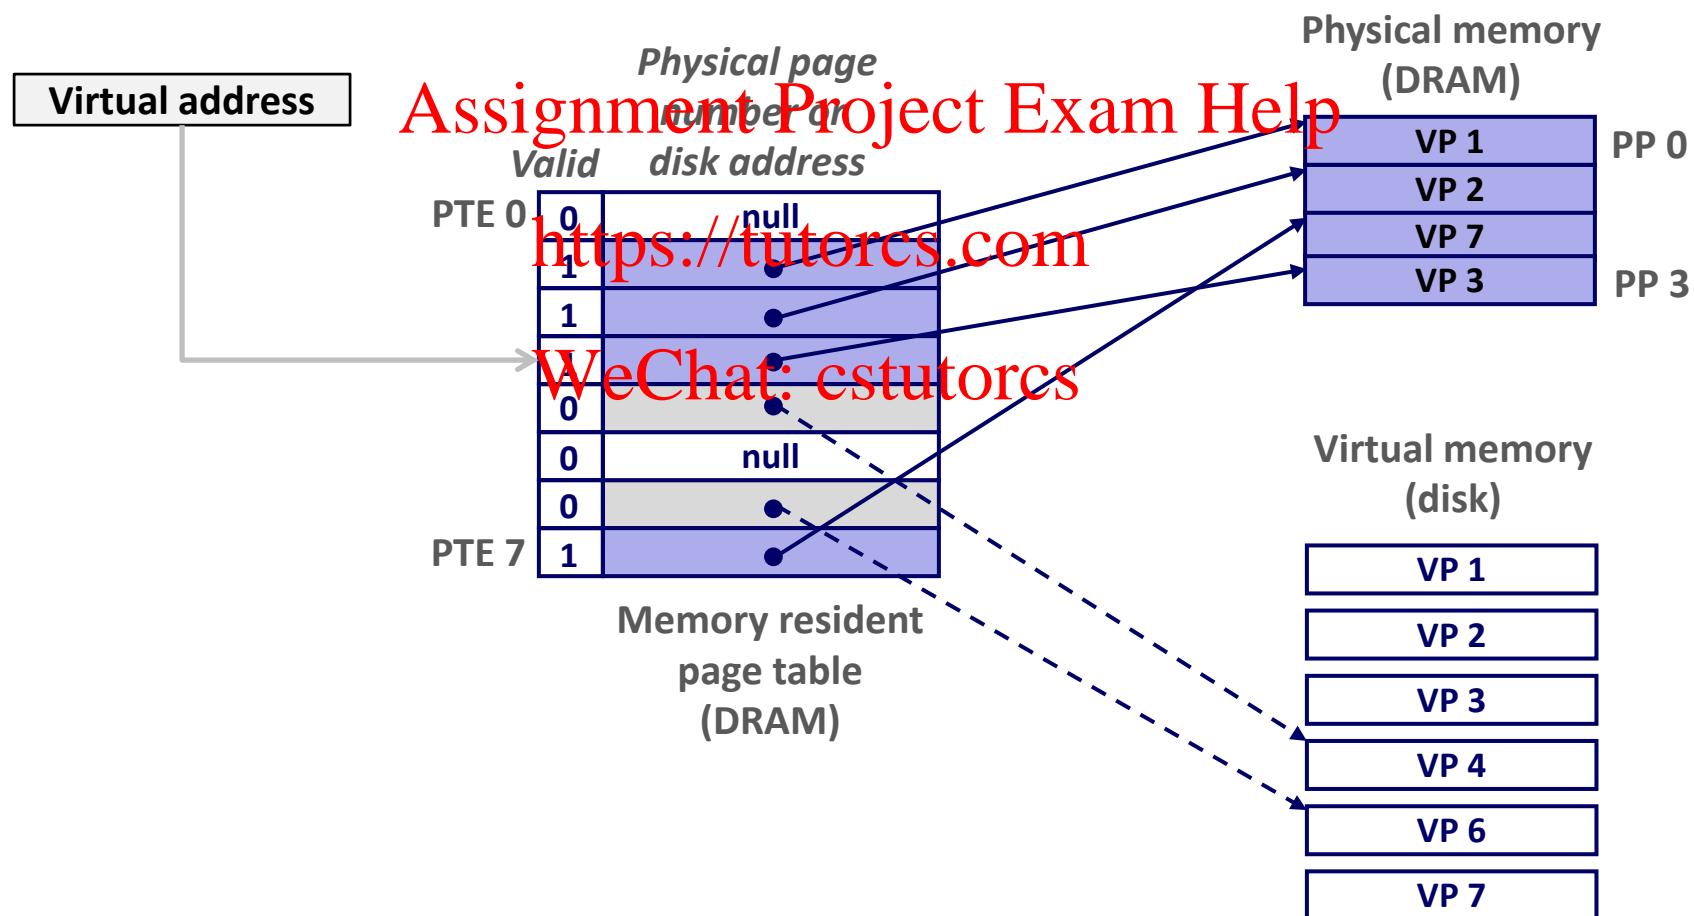 Physical memory
(DRAM)
Virtual address
Physical page
number or
disk address
Valid
Assignment Project Exam Help
VP 1
PP 0
VP 2
VP 7
VP 3
PP 3
PTE 0
0
null
https://tutorcs.com
1
1
1
WeChat: cstutorcs
0
0
null
0
PTE 7
1
Memory resident
page table
(DRAM)
Virtual memory
(disk)
VP 1
VP 2
VP 3
VP 4
VP 6
VP 7